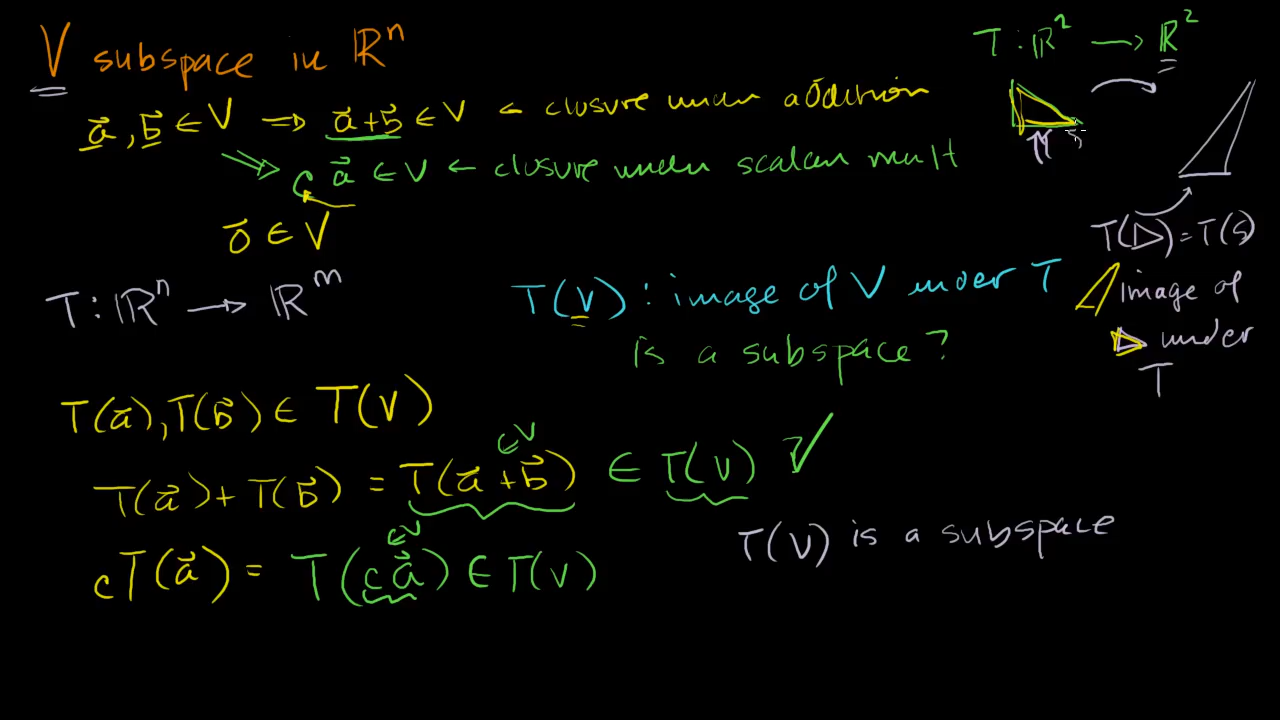 V subspace in ℝⁿ
a⃗, b⃗ ∈ V ⟹ a⃗+b⃗ ∈ V ← closure under addition
⟹ c a⃗ ∈ V ← closure under scalar mult
0⃗ ∈ V
T : ℝⁿ → ℝᵐ
T(V) : image of V under T
is a subspace?
T(a⃗), T(b⃗) ∈ T(V)
T(a⃗) + T(b⃗) = T(a⃗ + b⃗) ∈ T(V) ? ✓
∈V
cT(a⃗) = T(ca⃗) ∈ T(V)
∈V
T(V) is a subspace
T : ℝ² → ℝ²
S
T(△) = T(S)
image of
△ under
T